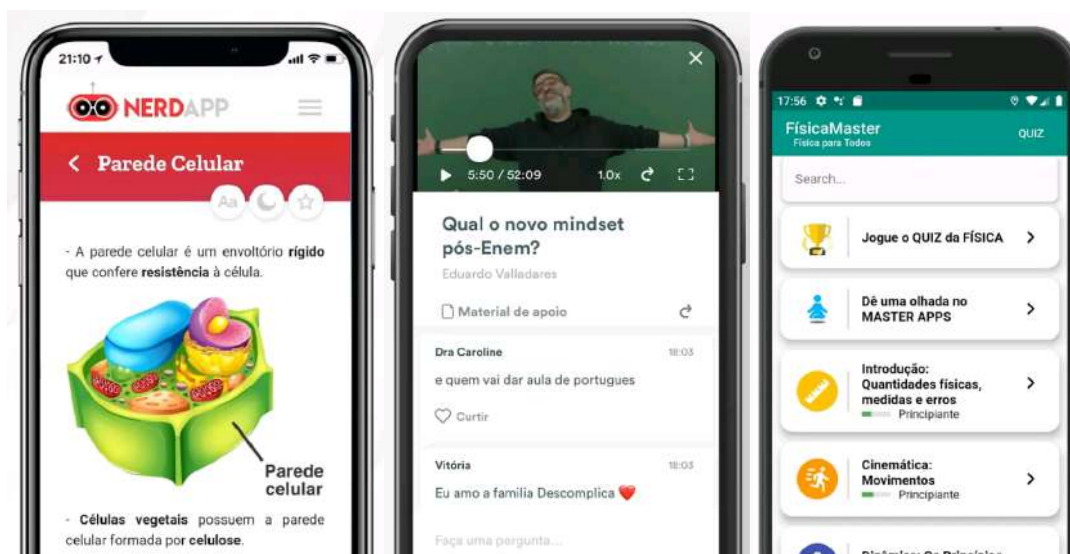 21:10
NERDAPP
Parede Celular
Aa
- A parede celular é um envoltório rígido
que confere resistência à célula.
Parede
celular
- Células vegetais possuem a parede
celular formada por celulose.
5:50 / 52:09 1.0x
Qual o novo mindset
pós-Enem?
Eduardo Valladares
Material de apoio
Dra Caroline 18:03
e quem vai dar aula de portugues
Curtir
Vitória 18:03
Eu amo a familia Descomplica
Faça uma pergunta...
17:56
FísicaMaster QUIZ
Física para Todos
Search...
Jogue o QUIZ da FÍSICA
Dê uma olhada no
MASTER APPS
Introdução:
Quantidades físicas,
medidas e erros
Principiante
Cinemática:
Movimentos
Principiante
Dinâmica: Os Princípios